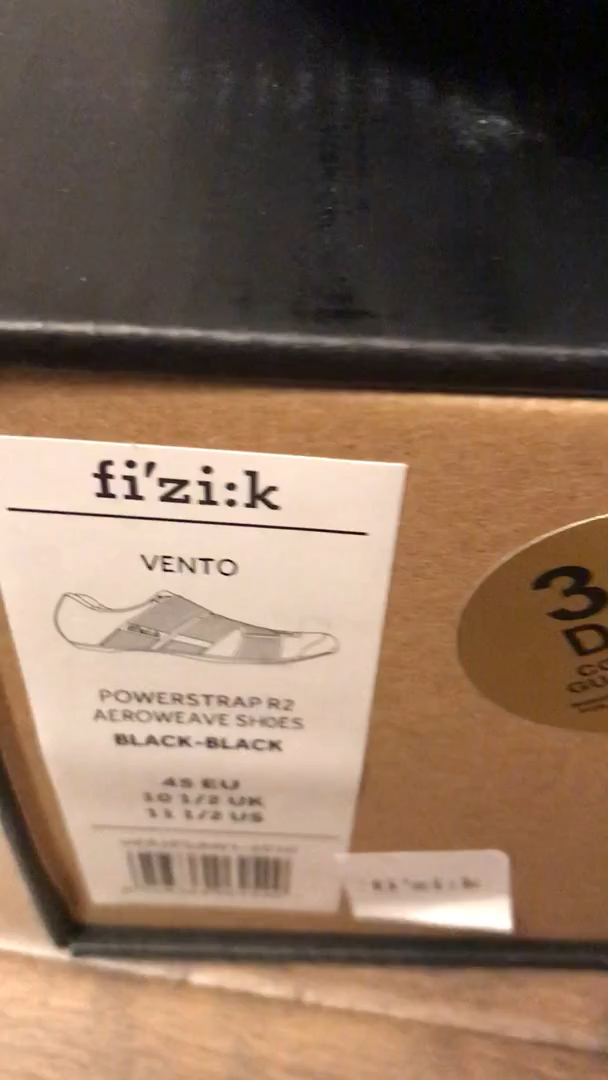 fi'zi:k
VENTO
POWERSTRAP R2
AEROWEAVE SHOES
BLACK-BLACK
45 EU
10 1/2 UK
11 1/2 US
fi'zi:k
3
D